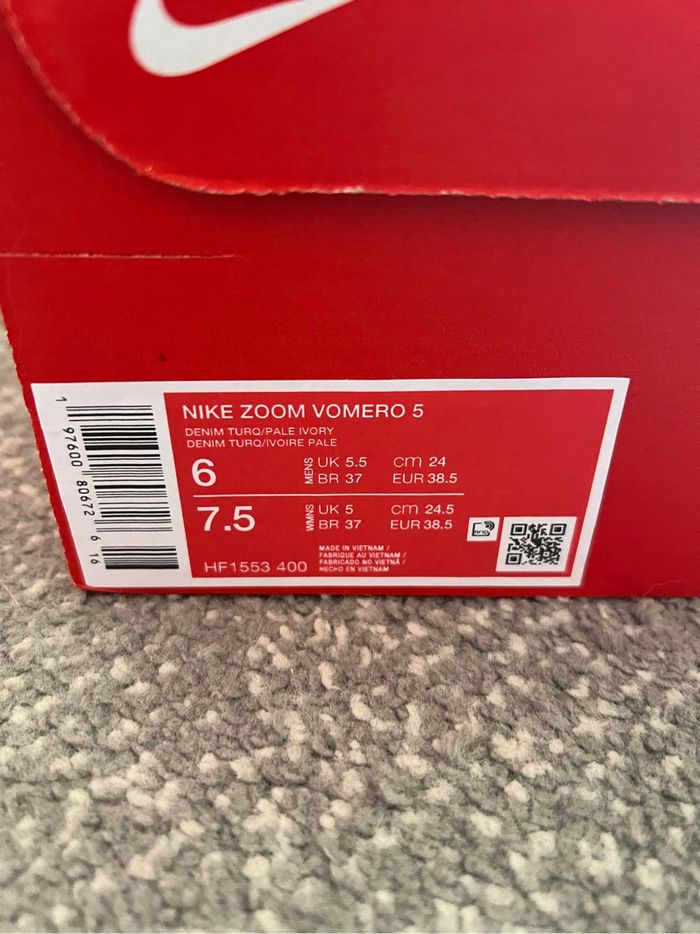 NIKE ZOOM VOMERO 5
DENIM TURQ/PALE IVORY
DENIM TURQ/IVOIRE PALE
6 MENS UK 5.5 cm 24
BR 37 EUR 38.5
7.5 WMNS UK 5 cm 24.5
BR 37 EUR 38.5
HF1553 400
MADE IN VIETNAM /
FABRIQUE AU VIETNAM /
FABRICADO NO VIETNÃ /
HECHO EN VIETNAM
1 97600 80672 6 16